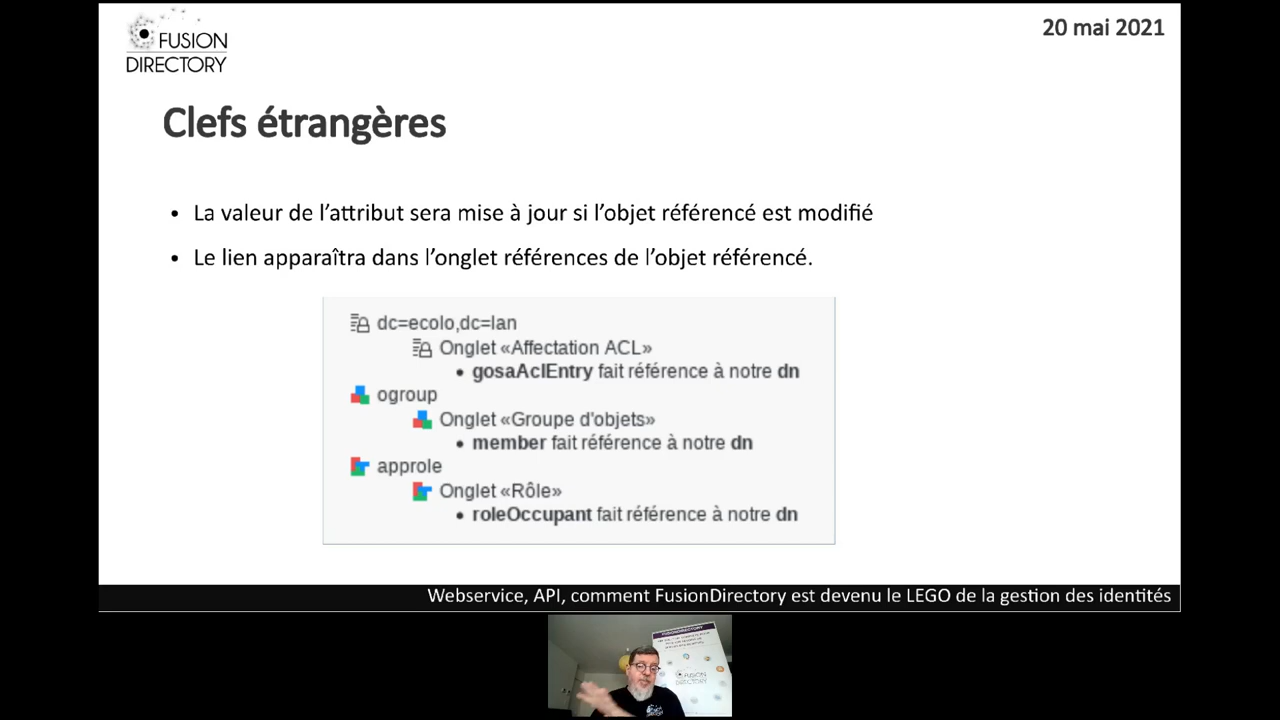 FUSION
DIRECTORY
20 mai 2021
Clefs étrangères
• La valeur de l’attribut sera mise à jour si l’objet référencé est modifié
• Le lien apparaîtra dans l’onglet références de l’objet référencé.
dc=ecolo,dc=lan
Onglet «Affectation ACL»
• gosaAclEntry fait référence à notre dn
ogroup
Onglet «Groupe d'objets»
• member fait référence à notre dn
approle
Onglet «Rôle»
• roleOccupant fait référence à notre dn
Webservice, API, comment FusionDirectory est devenu le LEGO de la gestion des identités
FUSIONDIRECTORY
FUSION
DIRECTORY